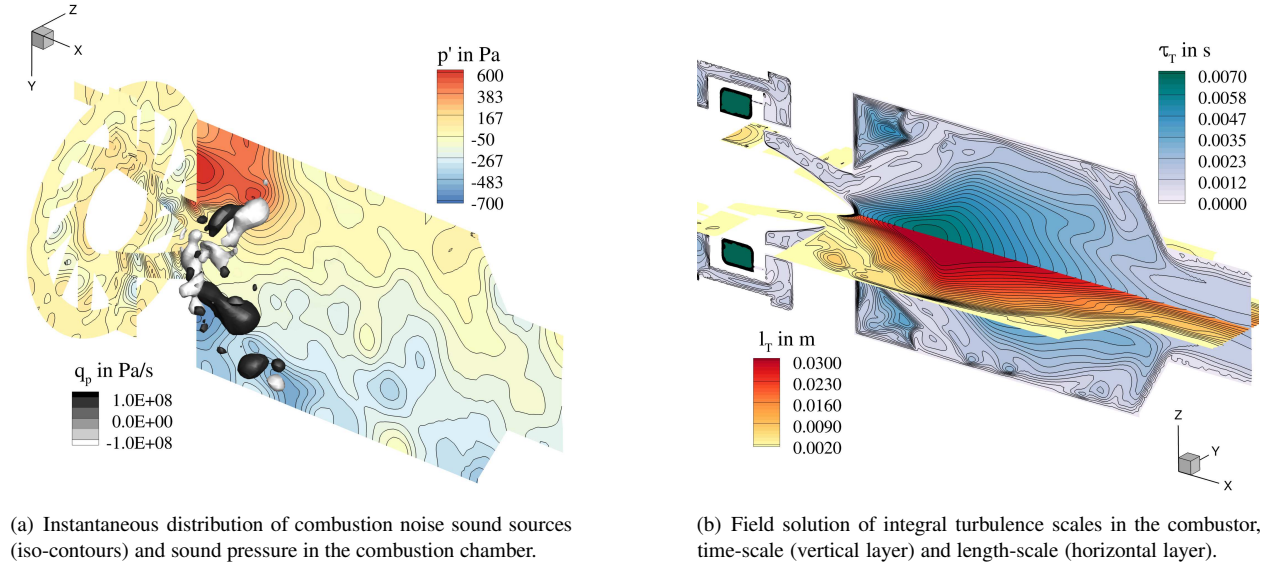 Z
X
Y
p' in Pa
600
383
167
-50
-267
-483
-700
q_p in Pa/s
1.0E+08
0.0E+00
-1.0E+08
(a) Instantaneous distribution of combustion noise sound sources
(iso-contours) and sound pressure in the combustion chamber.
τ_T in s
0.0070
0.0058
0.0047
0.0035
0.0023
0.0012
0.0000
l_T in m
0.0300
0.0230
0.0160
0.0090
0.0020
Z
Y
X
(b) Field solution of integral turbulence scales in the combustor,
time-scale (vertical layer) and length-scale (horizontal layer).